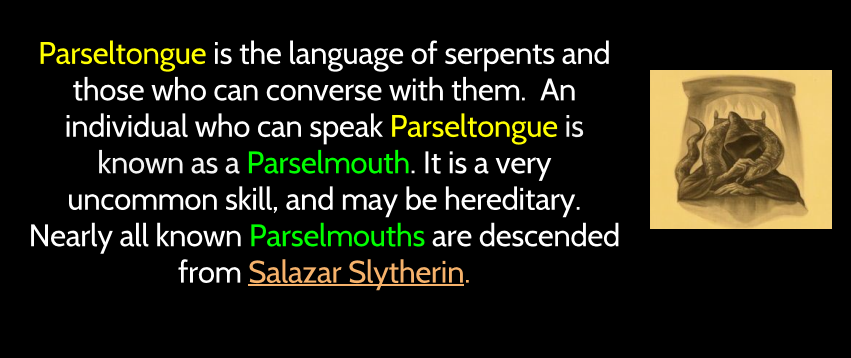 Parseltongue is the language of serpents and
those who can converse with them.  An
individual who can speak Parseltongue is
known as a Parselmouth. It is a very
uncommon skill, and may be hereditary.
Nearly all known Parselmouths are descended
from Salazar Slytherin.